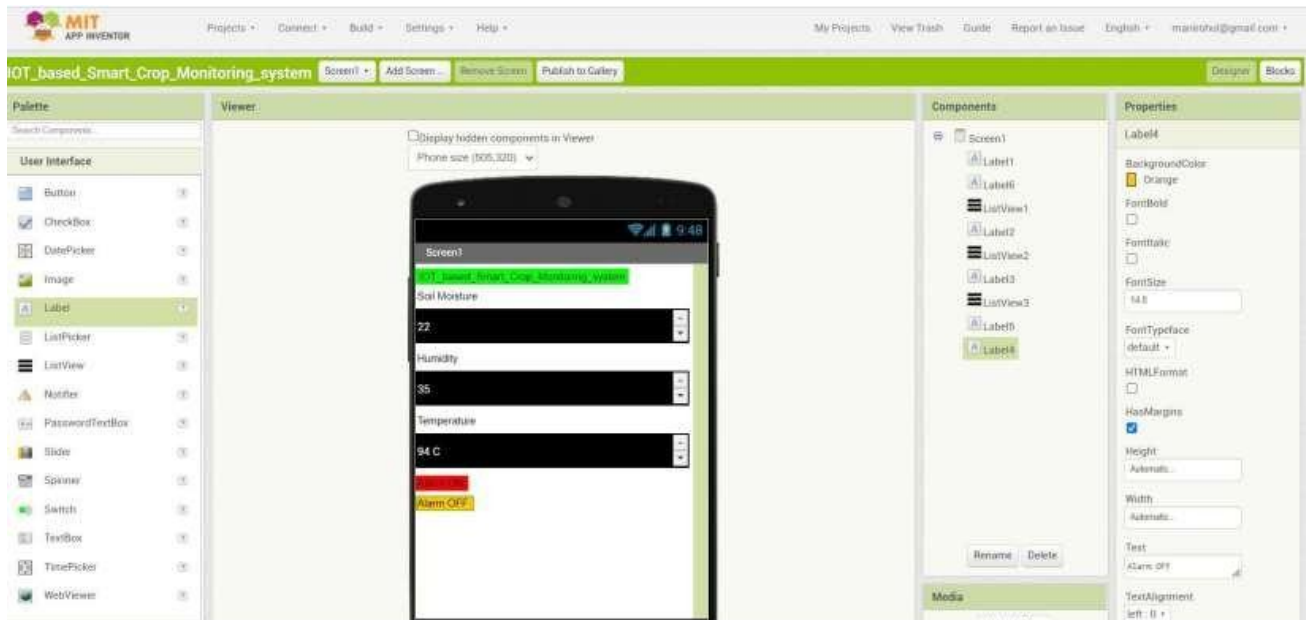 MIT
APP INVENTOR
Projects Connect Build Settings Help
My Projects View Trash Guide Report an Issue English
IOT_based_Smart_Crop_Monitoring_system Screen1 Add Screen ... Remove Screen Publish to Gallery Designer Blocks
Palette
Search Components...
User Interface
Button
CheckBox
DatePicker
Image
Label
ListPicker
ListView
Notifier
PasswordTextBox
Slider
Spinner
Switch
TextBox
TimePicker
WebViewer
Viewer
Display hidden components in Viewer
Phone size (505,320)
9:48
Screen1
IOT_based_Smart_Crop_Monitoring_system
Soil Moisture
22
Humidity
35
Temperature
94 C
Alarm OFF
Components
Screen1
Label1
Label6
ListView1
Label2
ListView2
Label3
ListView3
Label5
Label4
Rename Delete
Media
Properties
Label4
BackgroundColor
Orange
FontBold
FontItalic
FontSize
14.0
FontTypeface
default
HTMLFormat
HasMargins
Height
Automatic...
Width
Automatic...
Text
Alarm OFF
TextAlignment
left : 0